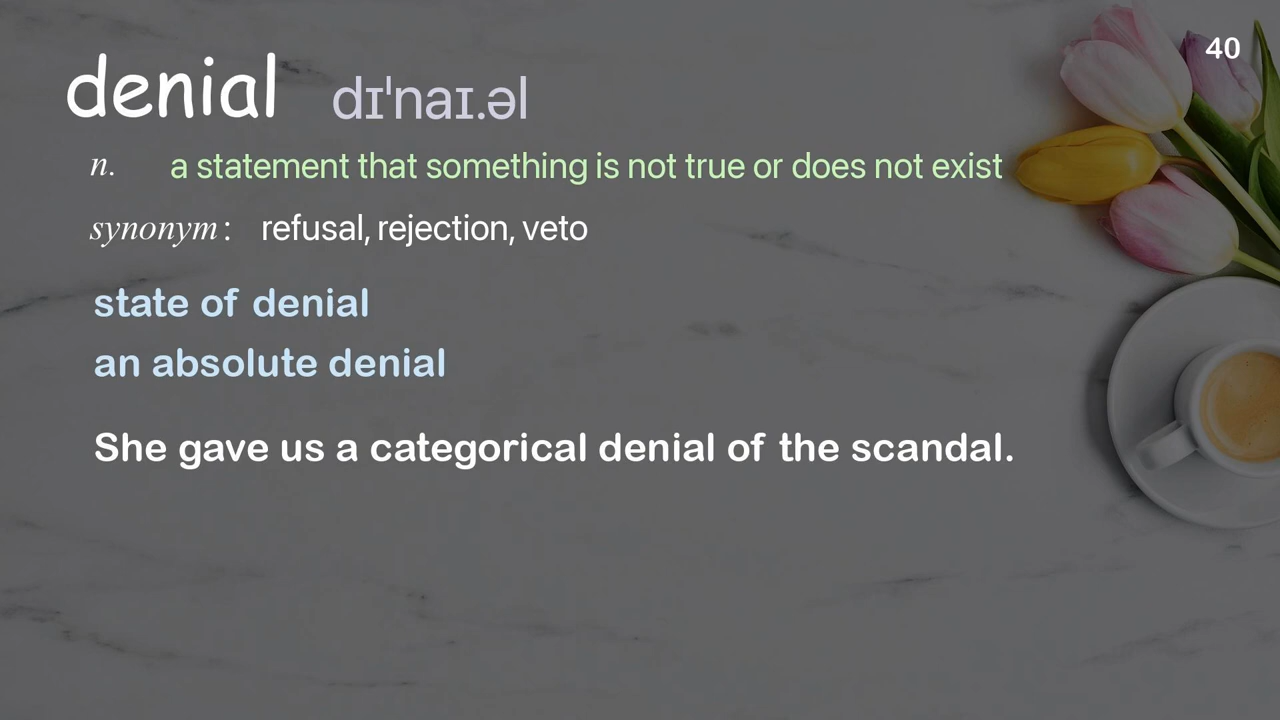 40
denial dɪˈnaɪ.əl
n. a statement that something is not true or does not exist
synonym: refusal, rejection, veto
state of denial
an absolute denial
She gave us a categorical denial of the scandal.